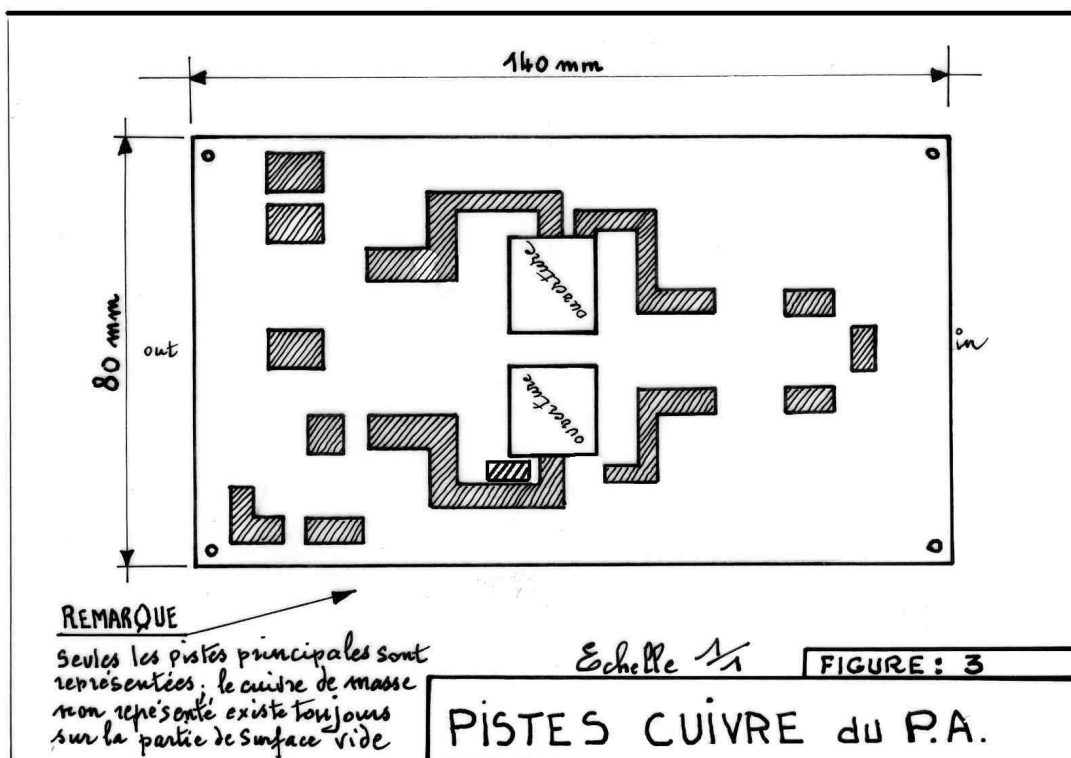 140 mm
80 mm
out
in
ouverture
ouverture
REMARQUE
Seules les pistes principales sont
représentées; le cuivre de masse
non représenté existe toujours
sur la partie de surface vide
Echelle 1/1
FIGURE: 3
PISTES CUIVRE du P.A.